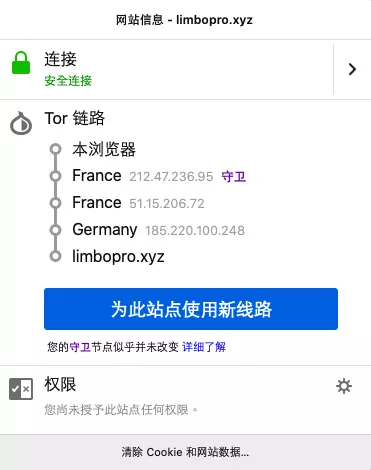 网站信息 - limbopro.xyz
连接
安全连接
Tor 链路
本浏览器
France 212.47.236.95 守卫
France 51.15.206.72
Germany 185.220.100.248
limbopro.xyz
为此站点使用新线路
您的守卫节点似乎并未改变 详细了解
权限
您尚未授予此站点任何权限。
清除 Cookie 和网站数据...